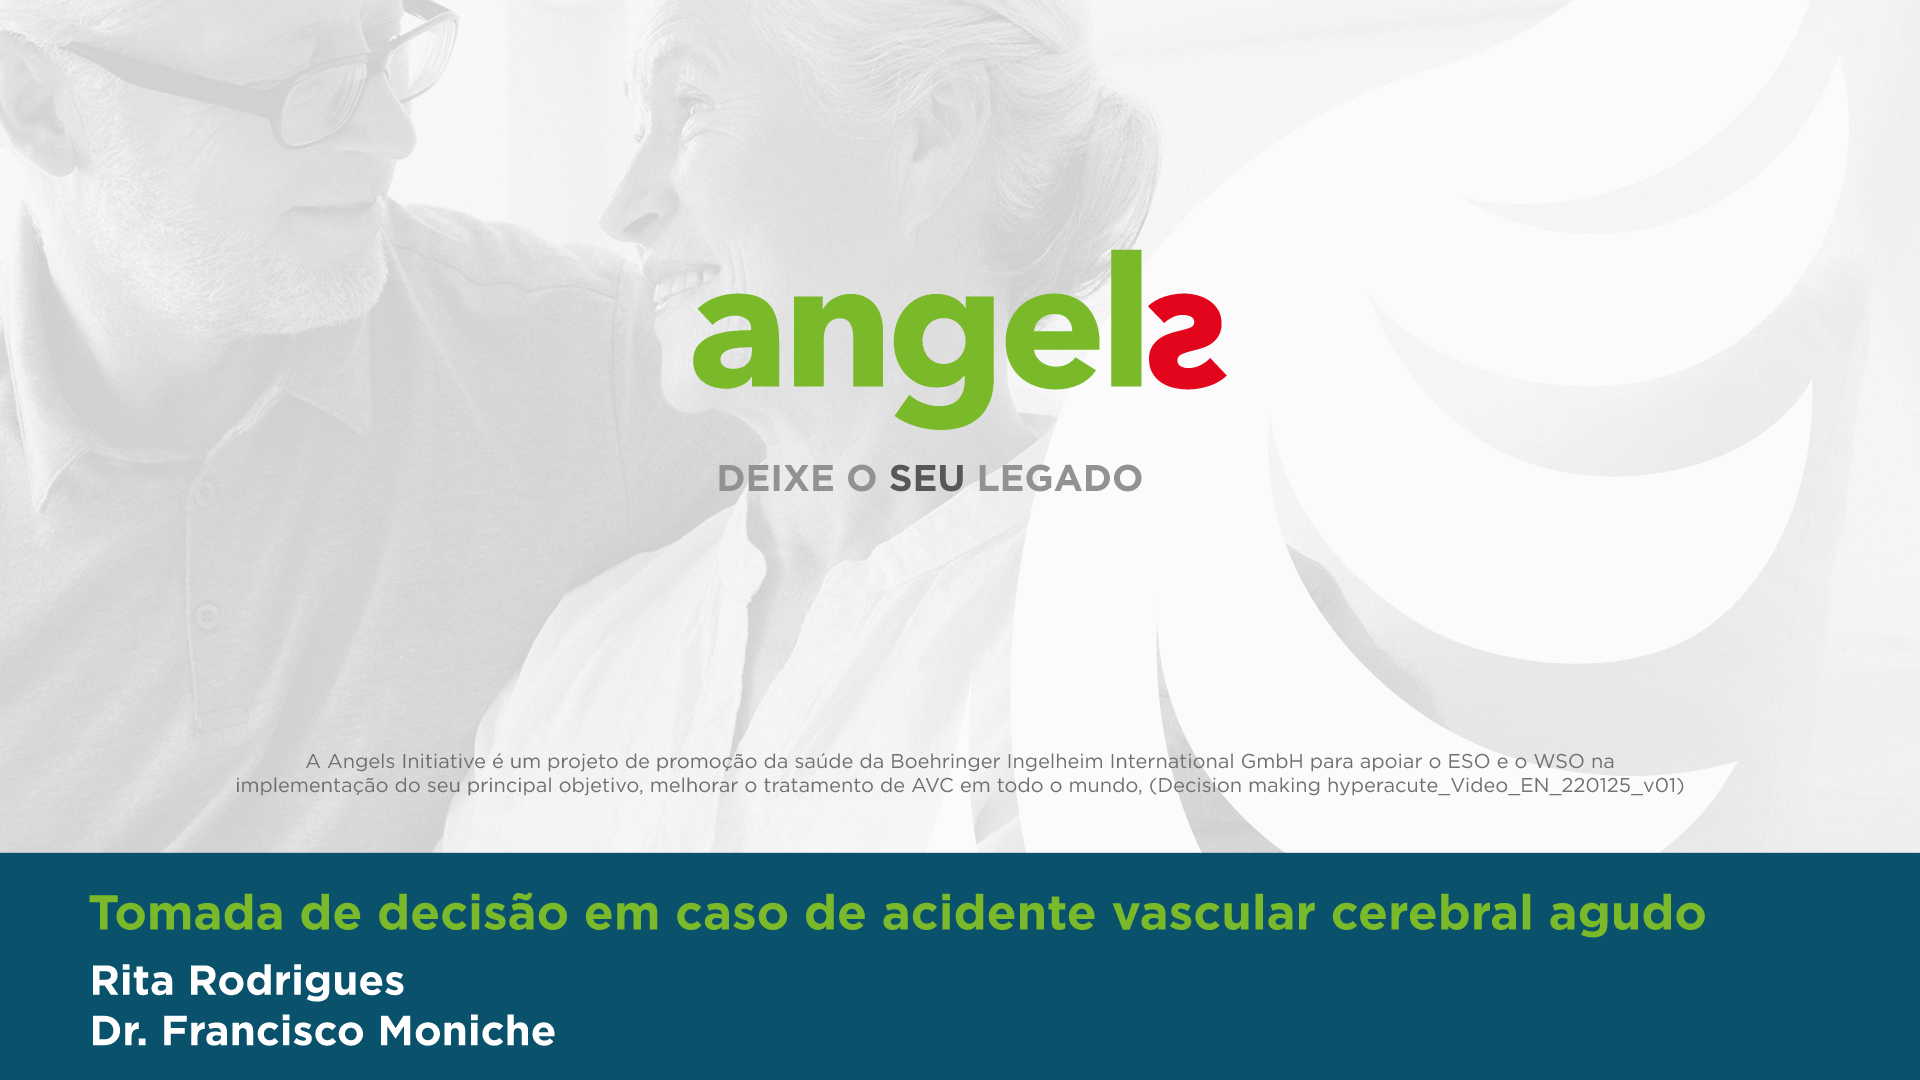 angels
DEIXE O SEU LEGADO
A Angels Initiative é um projeto de promoção da saúde da Boehringer Ingelheim International GmbH para apoiar o ESO e o WSO na
implementação do seu principal objetivo, melhorar o tratamento de AVC em todo o mundo, (Decision making hyperacute_Video_EN_220125_v01)
Tomada de decisão em caso de acidente vascular cerebral agudo
Rita Rodrigues
Dr. Francisco Moniche